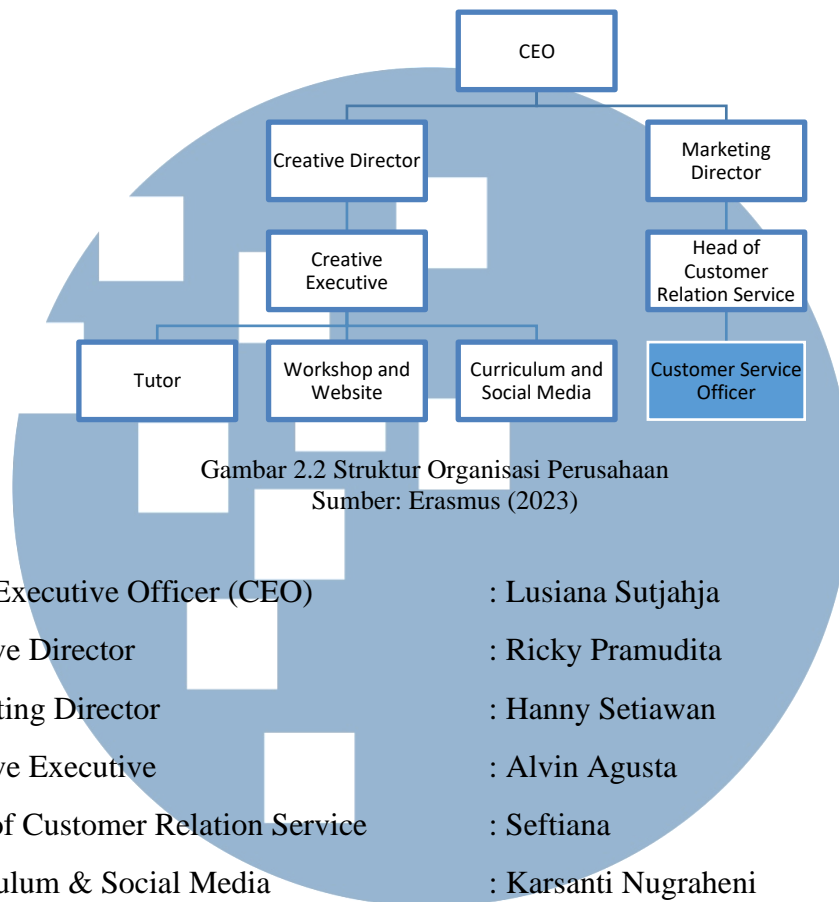 CEO
Creative Director
Marketing
Director
Creative
Executive
Head of
Customer
Relation Service
Tutor
Workshop and
Website
Curriculum and
Social Media
Customer Service
Officer
Gambar 2.2 Struktur Organisasi Perusahaan
Sumber: Erasmus (2023)
Executive Officer (CEO) : Lusiana Sutjahja
ve Director : Ricky Pramudita
ting Director : Hanny Setiawan
ve Executive : Alvin Agusta
of Customer Relation Service : Seftiana
ulum & Social Media : Karsanti Nugraheni